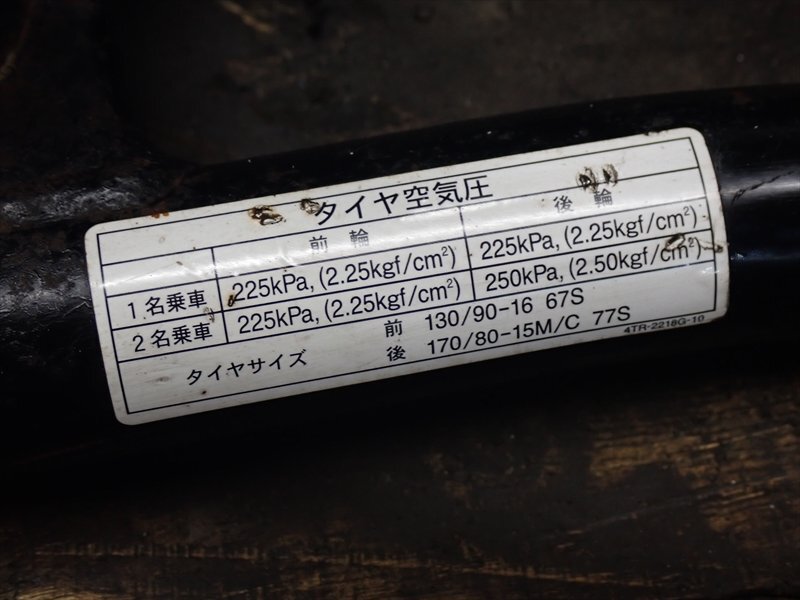 タイヤ空気圧
前輪 後輪
1名乗車 225kPa, (2.25kgf/cm²) 225kPa, (2.25kgf/cm²)
2名乗車 225kPa, (2.25kgf/cm²) 250kPa, (2.50kgf/cm²)
タイヤサイズ 前 130/90-16 67S
後 170/80-15M/C 77S
4TR-2218G-10